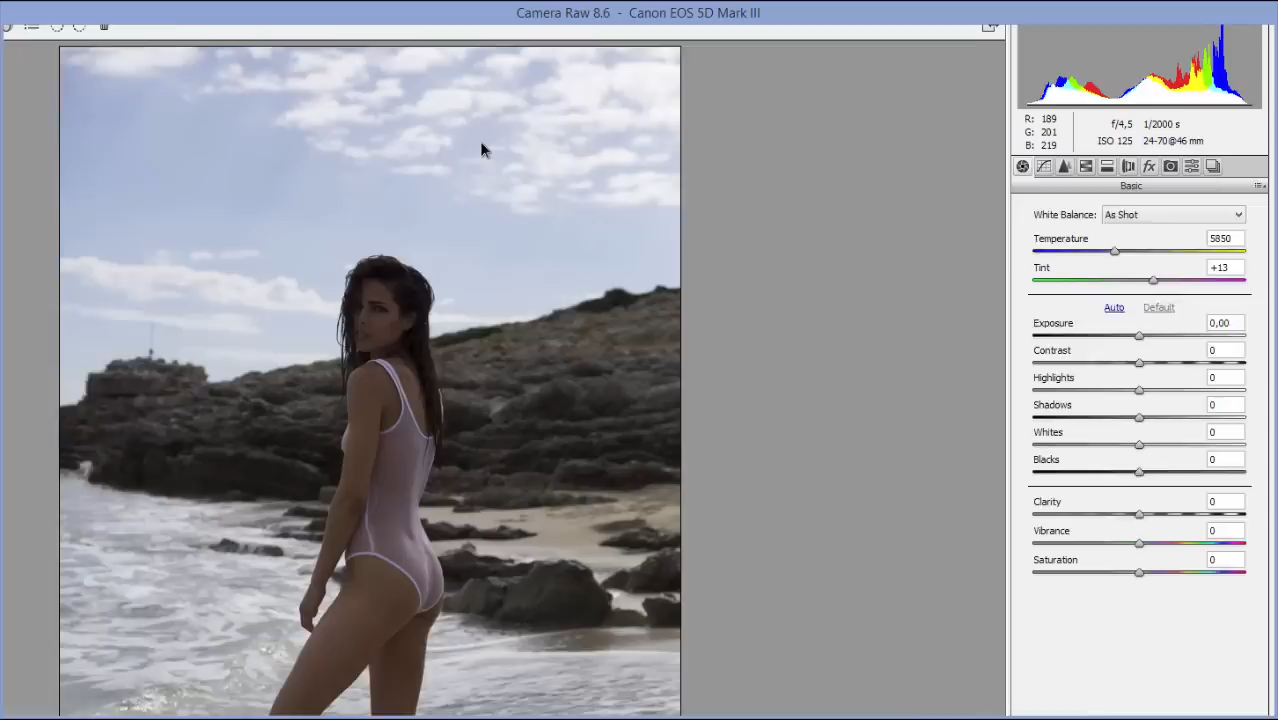 Camera Raw 8.6 - Canon EOS 5D Mark III
R: 189
G: 201
B: 219
f/4,5 1/2000 s
ISO 125 24-70@46 mm
fx
Basic
White Balance: As Shot
Temperature 5850
Tint +13
Auto Default
Exposure 0,00
Contrast 0
Highlights 0
Shadows 0
Whites 0
Blacks 0
Clarity 0
Vibrance 0
Saturation 0